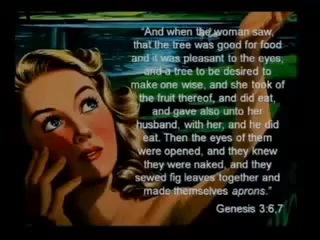 “And when the woman saw,
that the tree was good for food
and it was pleasant to the eyes,
and a tree to be desired to
make one wise, and she took of
the fruit thereof, and did eat,
and gave also unto her
husband, with her, and he did
eat. Then the eyes of them
were opened, and they knew
they were naked, and they
sewed fig leaves together and
made themselves aprons.”
Genesis 3:6,7